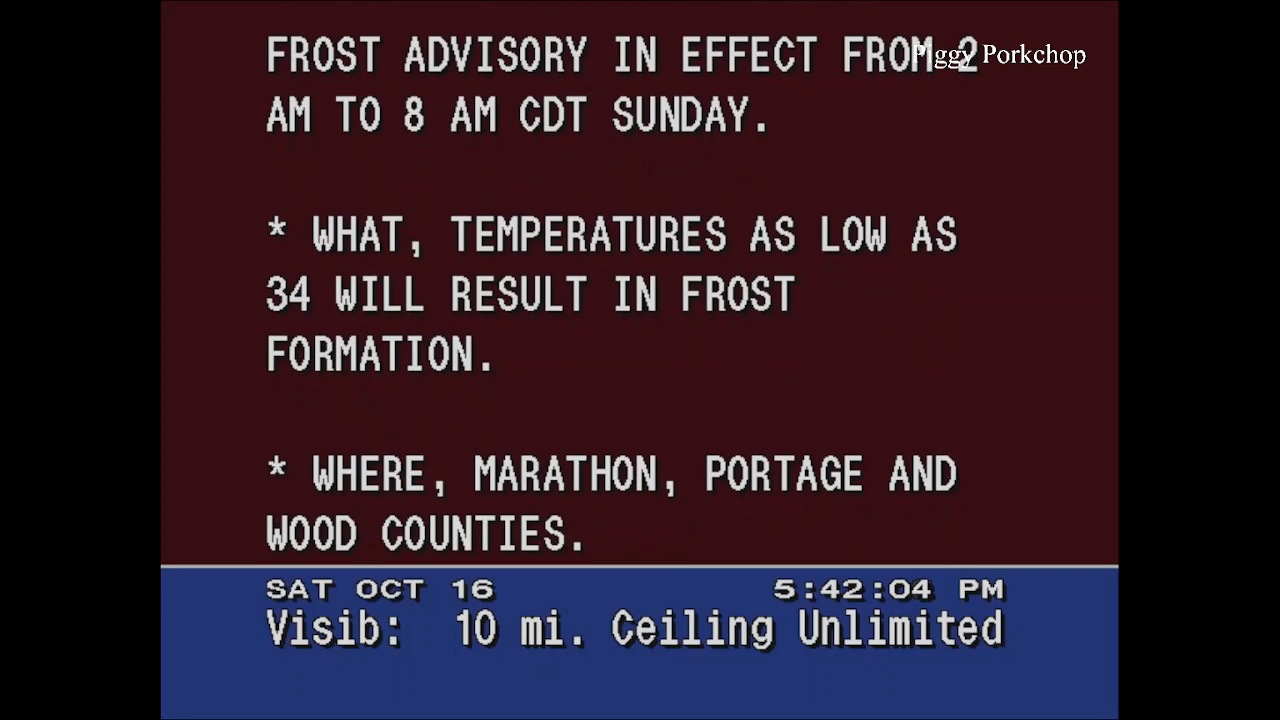 FROST ADVISORY IN EFFECT FROM 2
Piggy Porkchop
AM TO 8 AM CDT SUNDAY.
* WHAT, TEMPERATURES AS LOW AS
34 WILL RESULT IN FROST
FORMATION.
* WHERE, MARATHON, PORTAGE AND
WOOD COUNTIES.
SAT OCT 16 5:42:04 PM
Visib: 10 mi. Ceiling Unlimited